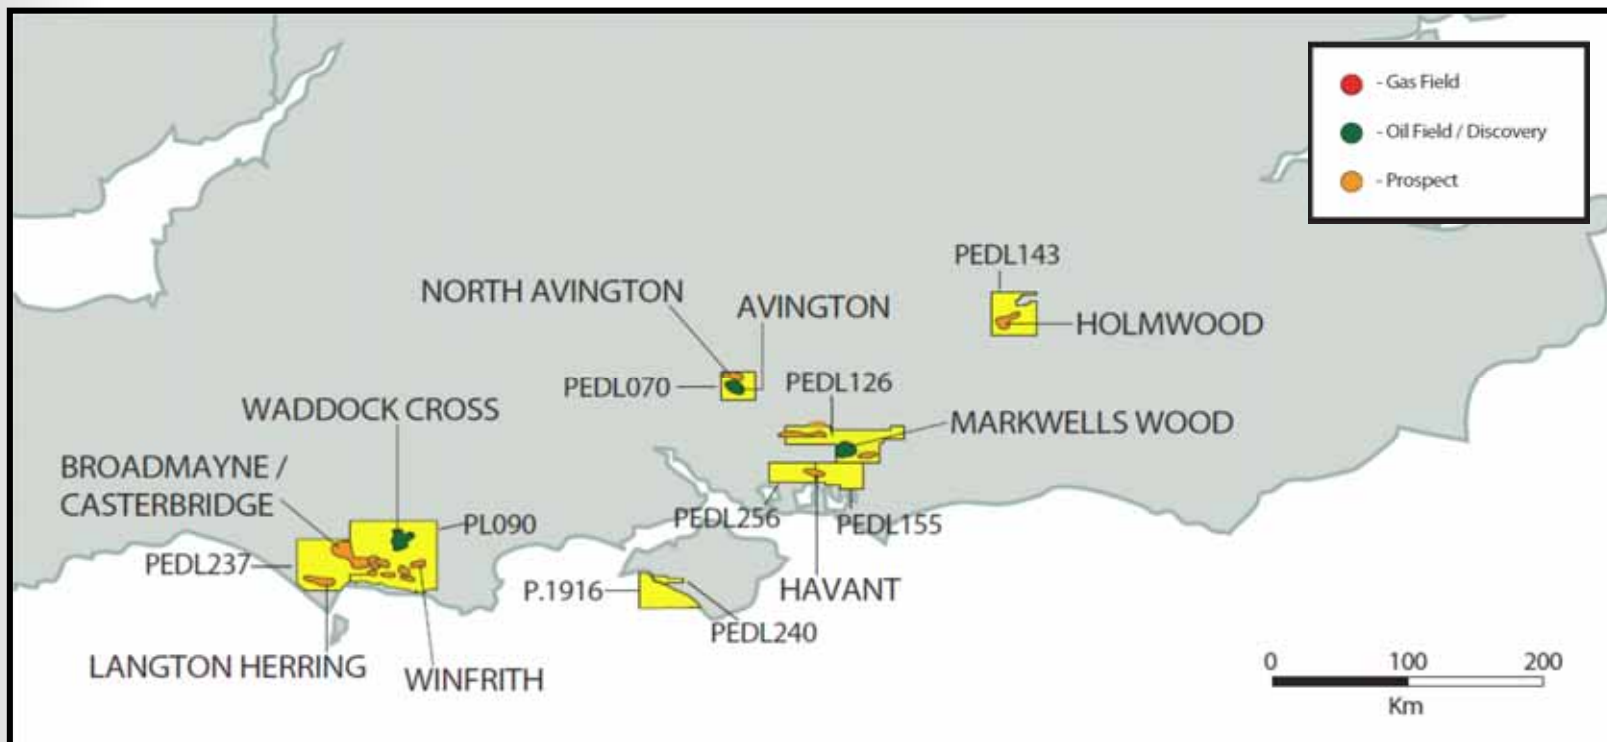 - Gas Field
- Oil Field / Discovery
- Prospect
PEDL143
NORTH AVINGTON
AVINGTON
HOLMWOOD
PEDL070
PEDL126
WADDOCK CROSS
MARKWELLS WOOD
BROADMAYNE /
CASTERBRIDGE
PL090
PEDL256
PEDL155
PEDL237
P.1916
HAVANT
PEDL240
LANGTON HERRING
WINFRITH
0 100 200
Km